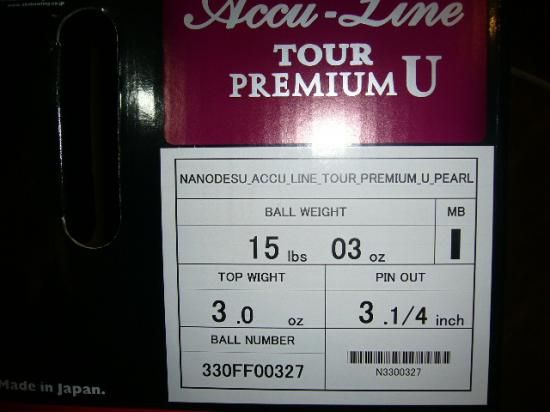 Accu-Line
TOUR
PREMIUM U
NANODESU_ACCU_LINE_TOUR_PREMIUM_U_PEARL
BALL WEIGHT
MB
15 lbs 03 oz
TOP WIGHT
PIN OUT
3.0 oz
3.1/4 inch
BALL NUMBER
330FF00327
N3300327
Made in Japan.